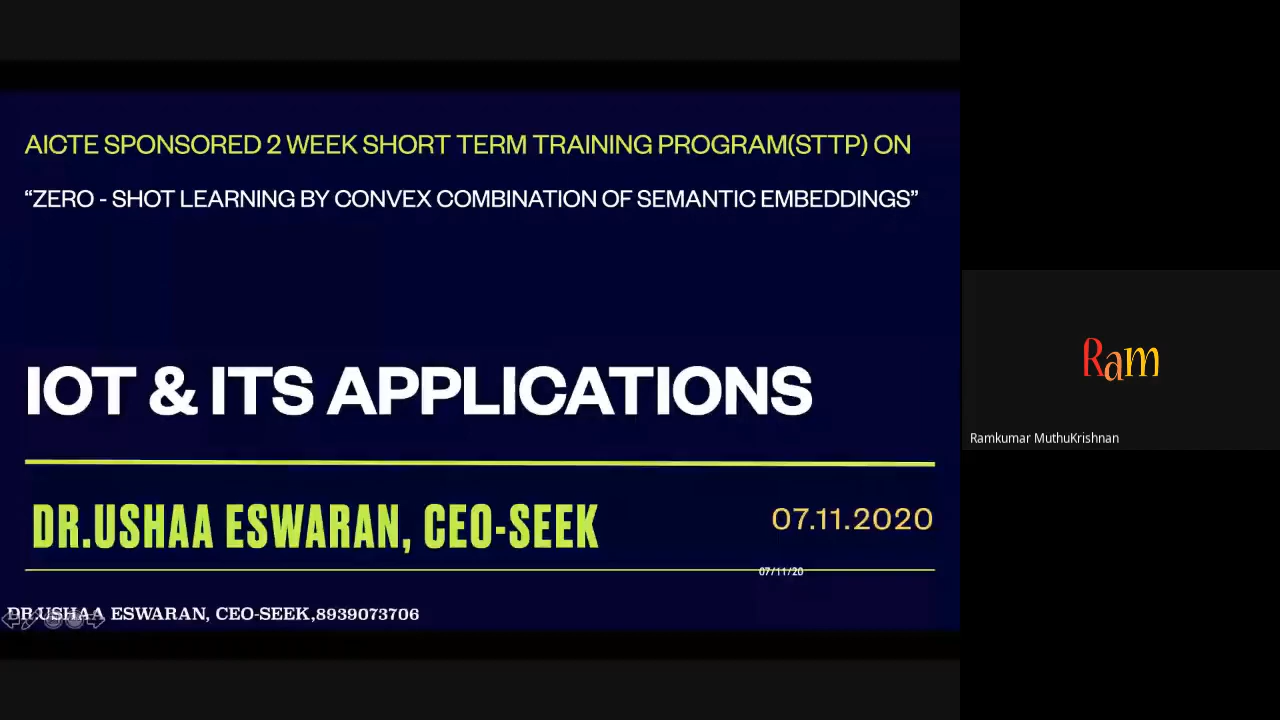 AICTE SPONSORED 2 WEEK SHORT TERM TRAINING PROGRAM(STTP) ON
“ZERO - SHOT LEARNING BY CONVEX COMBINATION OF SEMANTIC EMBEDDINGS”
IOT & ITS APPLICATIONS
DR.USHAA ESWARAN, CEO-SEEK
07.11.2020
07/11/20
DR.USHAA ESWARAN, CEO-SEEK,8939073706
Ram
Ramkumar MuthuKrishnan